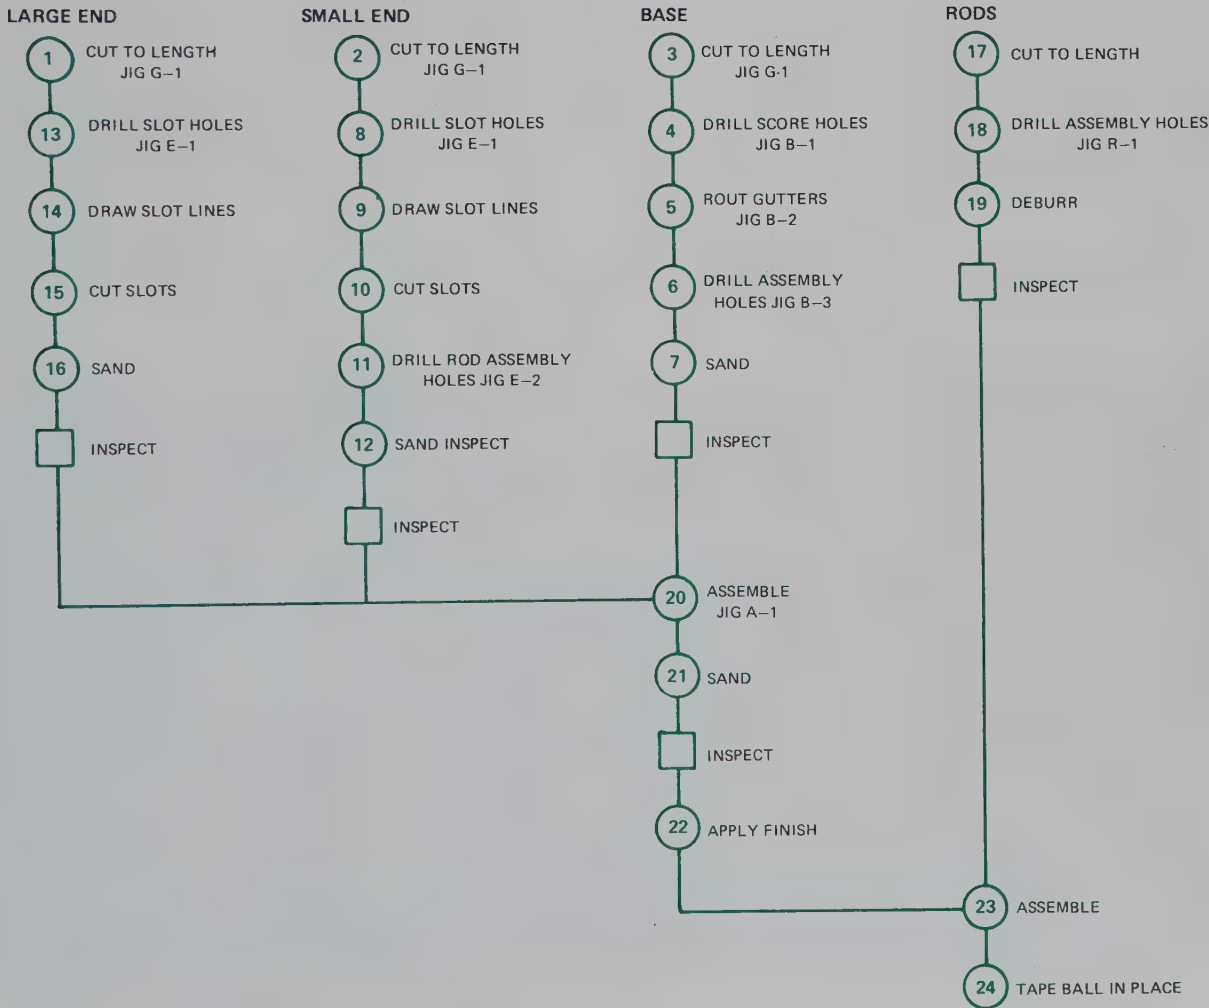 LARGE END
1
CUT TO LENGTH
JIG G–1
13
DRILL SLOT HOLES
JIG E–1
14
DRAW SLOT LINES
15
CUT SLOTS
16
SAND
INSPECT
SMALL END
2
CUT TO LENGTH
JIG G–1
8
DRILL SLOT HOLES
JIG E–1
9
DRAW SLOT LINES
10
CUT SLOTS
11
DRILL ROD ASSEMBLY
HOLES JIG E–2
12
SAND INSPECT
INSPECT
BASE
3
CUT TO LENGTH
JIG G-1
4
DRILL SCORE HOLES
JIG B–1
5
ROUT GUTTERS
JIG B–2
6
DRILL ASSEMBLY
HOLES JIG B–3
7
SAND
INSPECT
20
ASSEMBLE
JIG A–1
21
SAND
INSPECT
22
APPLY FINISH
RODS
17
CUT TO LENGTH
18
DRILL ASSEMBLY HOLES
JIG R–1
19
DEBURR
INSPECT
23
ASSEMBLE
24
TAPE BALL IN PLACE